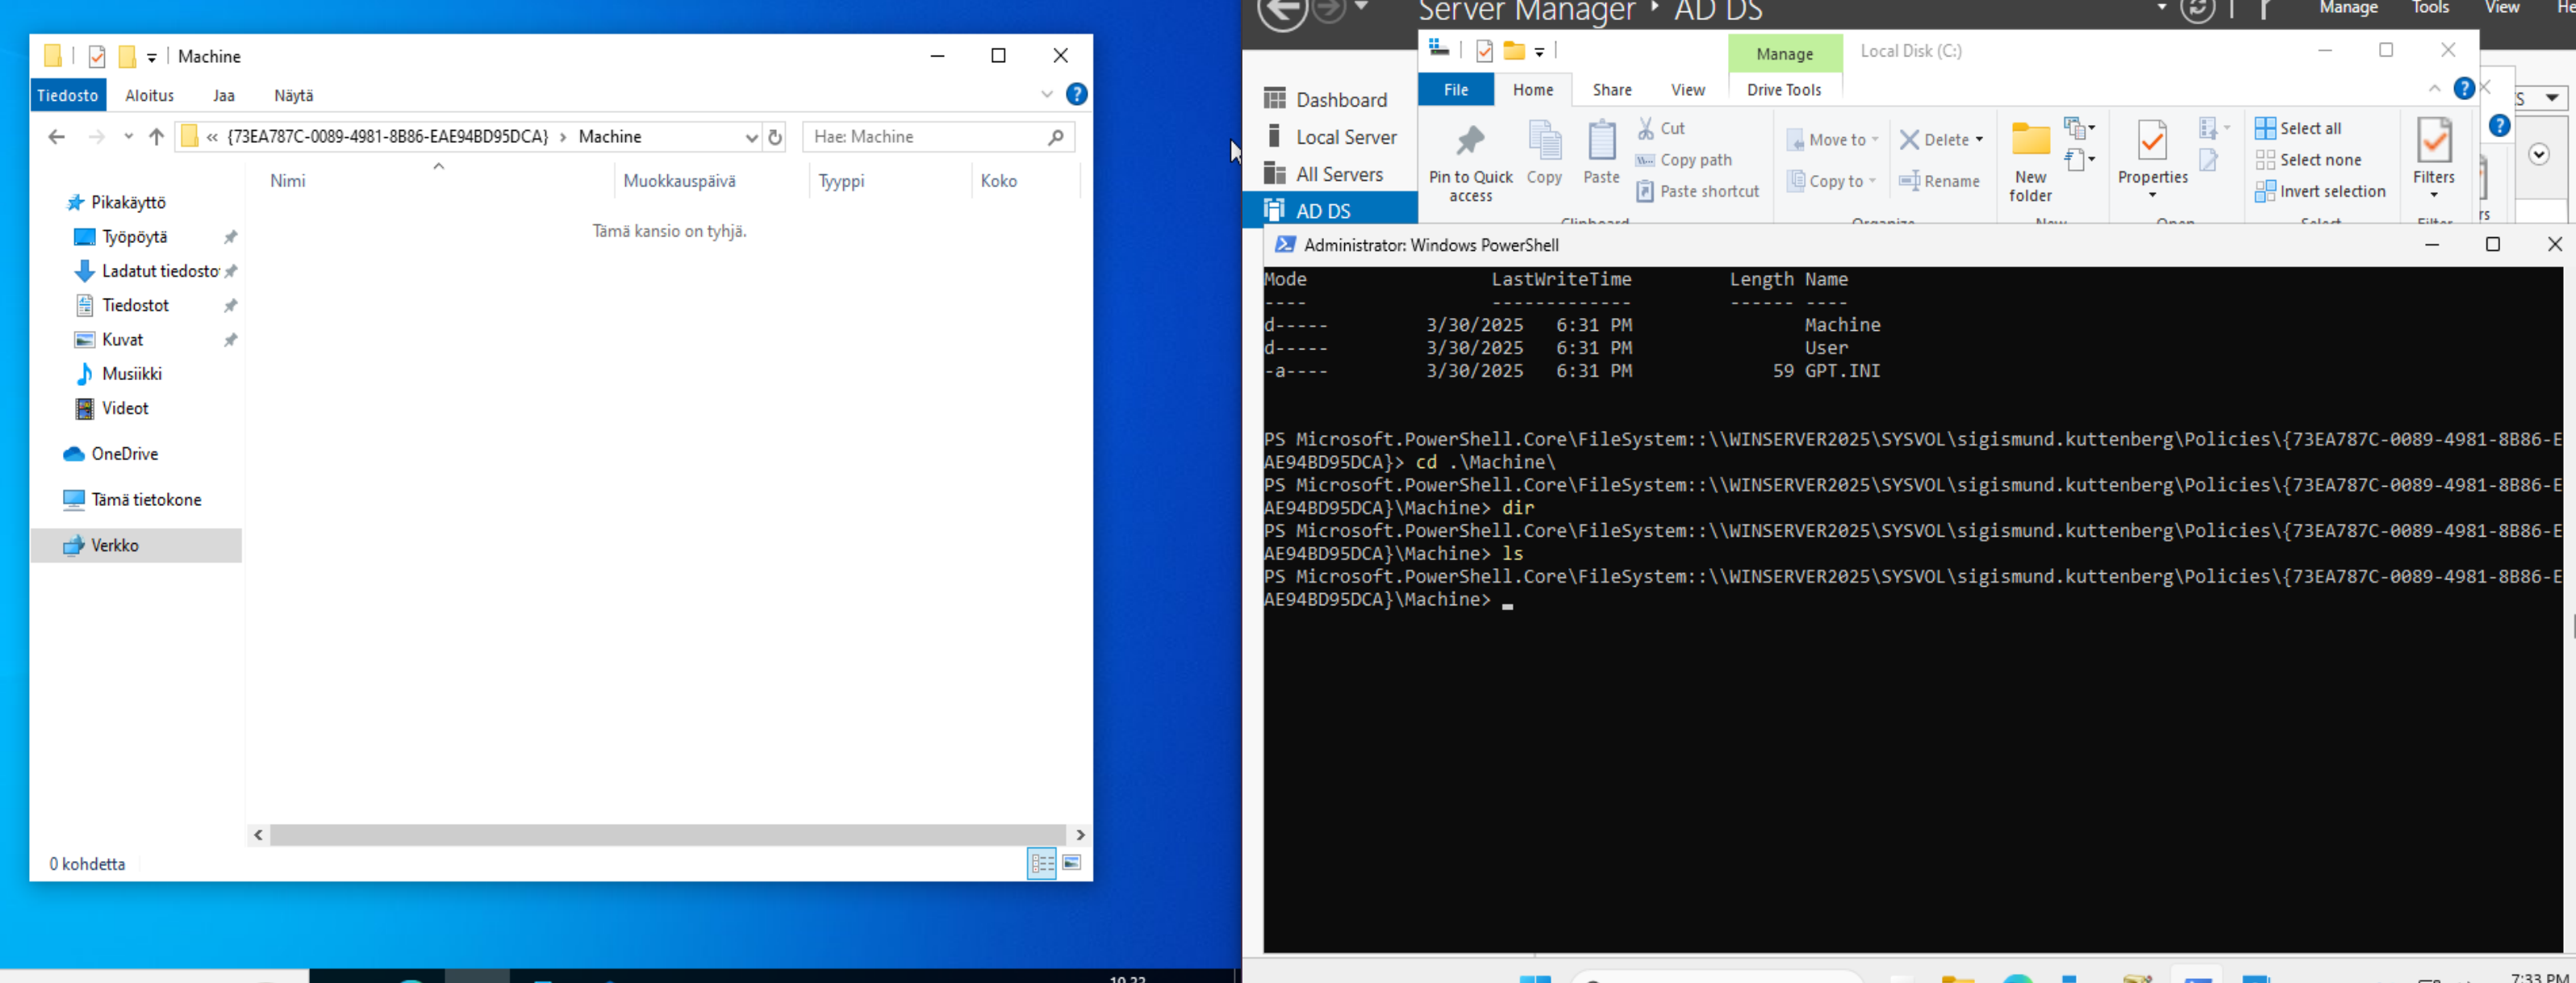 Machine
Tiedosto Aloitus Jaa Näytä
« {73EA787C-0089-4981-8B86-EAE94BD95DCA} › Machine
Hae: Machine
Nimi Muokkauspäivä Tyyppi Koko
Tämä kansio on tyhjä.
Pikakäyttö
Työpöytä
Ladatut tiedosto
Tiedostot
Kuvat
Musiikki
Videot
OneDrive
Tämä tietokone
Verkko
0 kohdetta
Server Manager ‣ AD DS
Manage Tools View He
Dashboard
Local Server
All Servers
AD DS
Manage Local Disk (C:)
File Home Share View Drive Tools
Pin to Quick access
Copy
Paste
Cut
Copy path
Paste shortcut
Move to
Copy to
Delete
Rename
New folder
Properties
Select all
Select none
Invert selection
Filters
Clipboard Organize New Open Select Filter
Administrator: Windows PowerShell
Mode LastWriteTime Length Name
---- ------------- ------ ----
d----- 3/30/2025 6:31 PM Machine
d----- 3/30/2025 6:31 PM User
-a---- 3/30/2025 6:31 PM 59 GPT.INI
PS Microsoft.PowerShell.Core\FileSystem::\\WINSERVER2025\SYSVOL\sigismund.kuttenberg\Policies\{73EA787C-0089-4981-8B86-E
AE94BD95DCA}> cd .\Machine\
PS Microsoft.PowerShell.Core\FileSystem::\\WINSERVER2025\SYSVOL\sigismund.kuttenberg\Policies\{73EA787C-0089-4981-8B86-E
AE94BD95DCA}\Machine> dir
PS Microsoft.PowerShell.Core\FileSystem::\\WINSERVER2025\SYSVOL\sigismund.kuttenberg\Policies\{73EA787C-0089-4981-8B86-E
AE94BD95DCA}\Machine> ls
PS Microsoft.PowerShell.Core\FileSystem::\\WINSERVER2025\SYSVOL\sigismund.kuttenberg\Policies\{73EA787C-0089-4981-8B86-E
AE94BD95DCA}\Machine>
7:33 PM